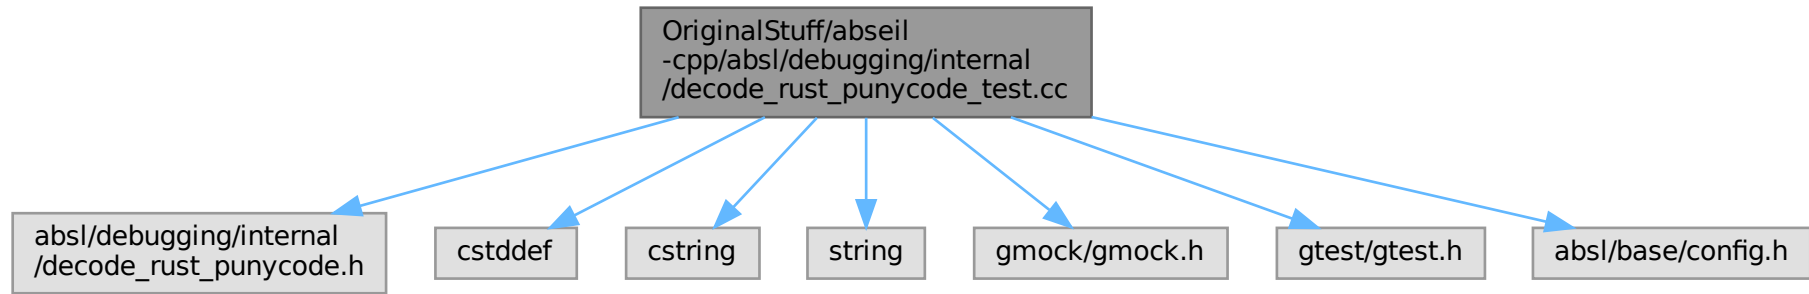 OriginalStuff/abseil
-cpp/absl/debugging/internal
/decode_rust_punycode_test.cc
absl/debugging/internal
/decode_rust_punycode.h
cstddef
cstring
string
gmock/gmock.h
gtest/gtest.h
absl/base/config.h